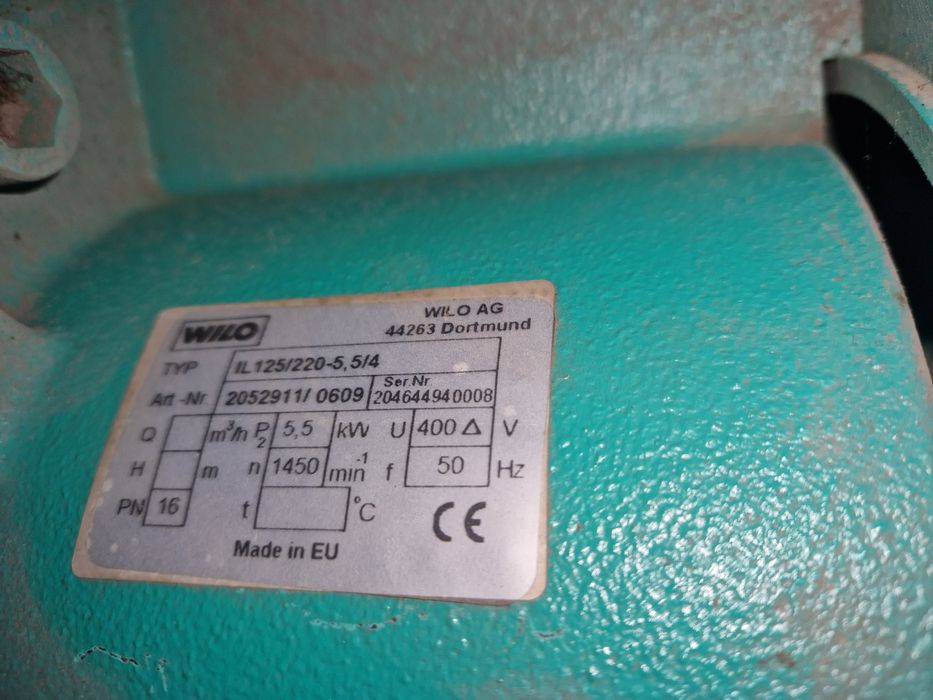 WILO AG
WILO 44263 Dortmund
TYP IL125/220-5,5/4
Art-Nr. 2052911/ 0609 Ser.Nr 204644940008
Q m³/h P2 5,5 kW U 400 Δ V
H m n 1450 min-1 f 50 Hz
PN 16 t °C CE
Made in EU